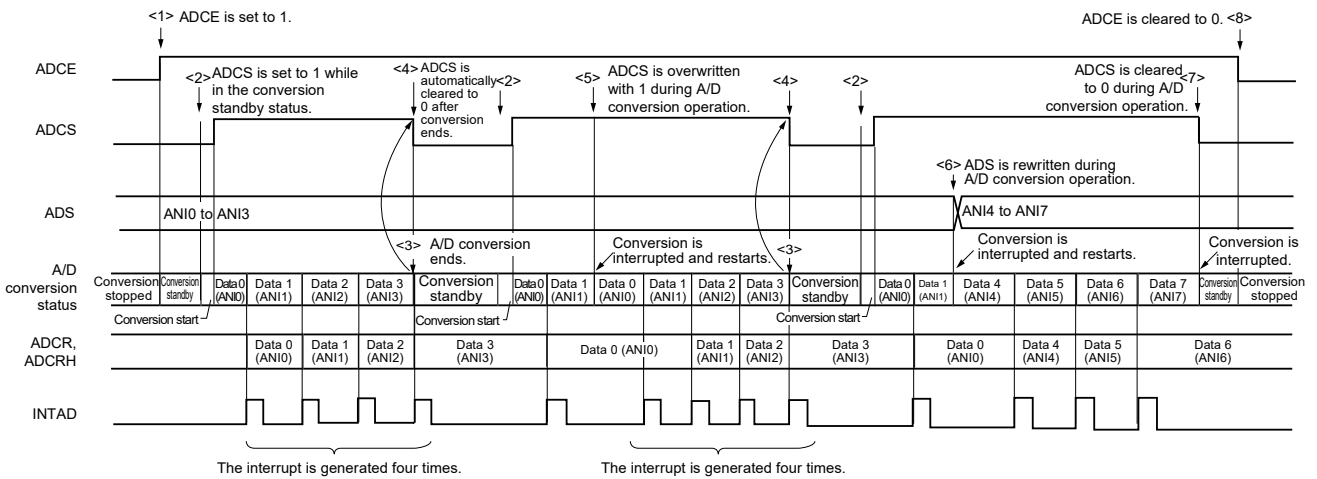 <1> ADCE is set to 1.
ADCE is cleared to 0. <8>
ADCE
<2> ADCS is set to 1 while
in the conversion
standby status.
<4> ADCS is
automatically
cleared to
0 after
conversion
ends.
<2>
<5> ADCS is overwritten
with 1 during A/D
conversion operation.
<4>
<2>
ADCS is cleared
to 0 during A/D
conversion operation.
<7>
ADCS
<6> ADS is rewritten during
A/D conversion operation.
ADS
ANI0 to ANI3
ANI4 to ANI7
<3> A/D conversion
ends.
Conversion is
interrupted and restarts.
<3>
Conversion is
interrupted and restarts.
Conversion is
interrupted.
A/D
conversion
status
Conversion
stopped
Conversion
standby
Data 0
(ANI0)
Data 1
(ANI1)
Data 2
(ANI2)
Data 3
(ANI3)
Conversion
standby
Data 0
(ANI0)
Data 1
(ANI1)
Data 0
(ANI0)
Data 1
(ANI1)
Data 2
(ANI2)
Data 3
(ANI3)
Conversion
standby
Data 0
(ANI0)
Data 1
(ANI1)
Data 4
(ANI4)
Data 5
(ANI5)
Data 6
(ANI6)
Data 7
(ANI7)
Conversion
standby
Conversion
stopped
Conversion start
Conversion start
Conversion start
ADCR,
ADCRH
Data 0
(ANI0)
Data 1
(ANI1)
Data 2
(ANI2)
Data 3
(ANI3)
Data 0 (ANI0)
Data 1
(ANI1)
Data 2
(ANI2)
Data 3
(ANI3)
Data 0
(ANI0)
Data 4
(ANI4)
Data 5
(ANI5)
Data 6
(ANI6)
INTAD
The interrupt is generated four times.
The interrupt is generated four times.